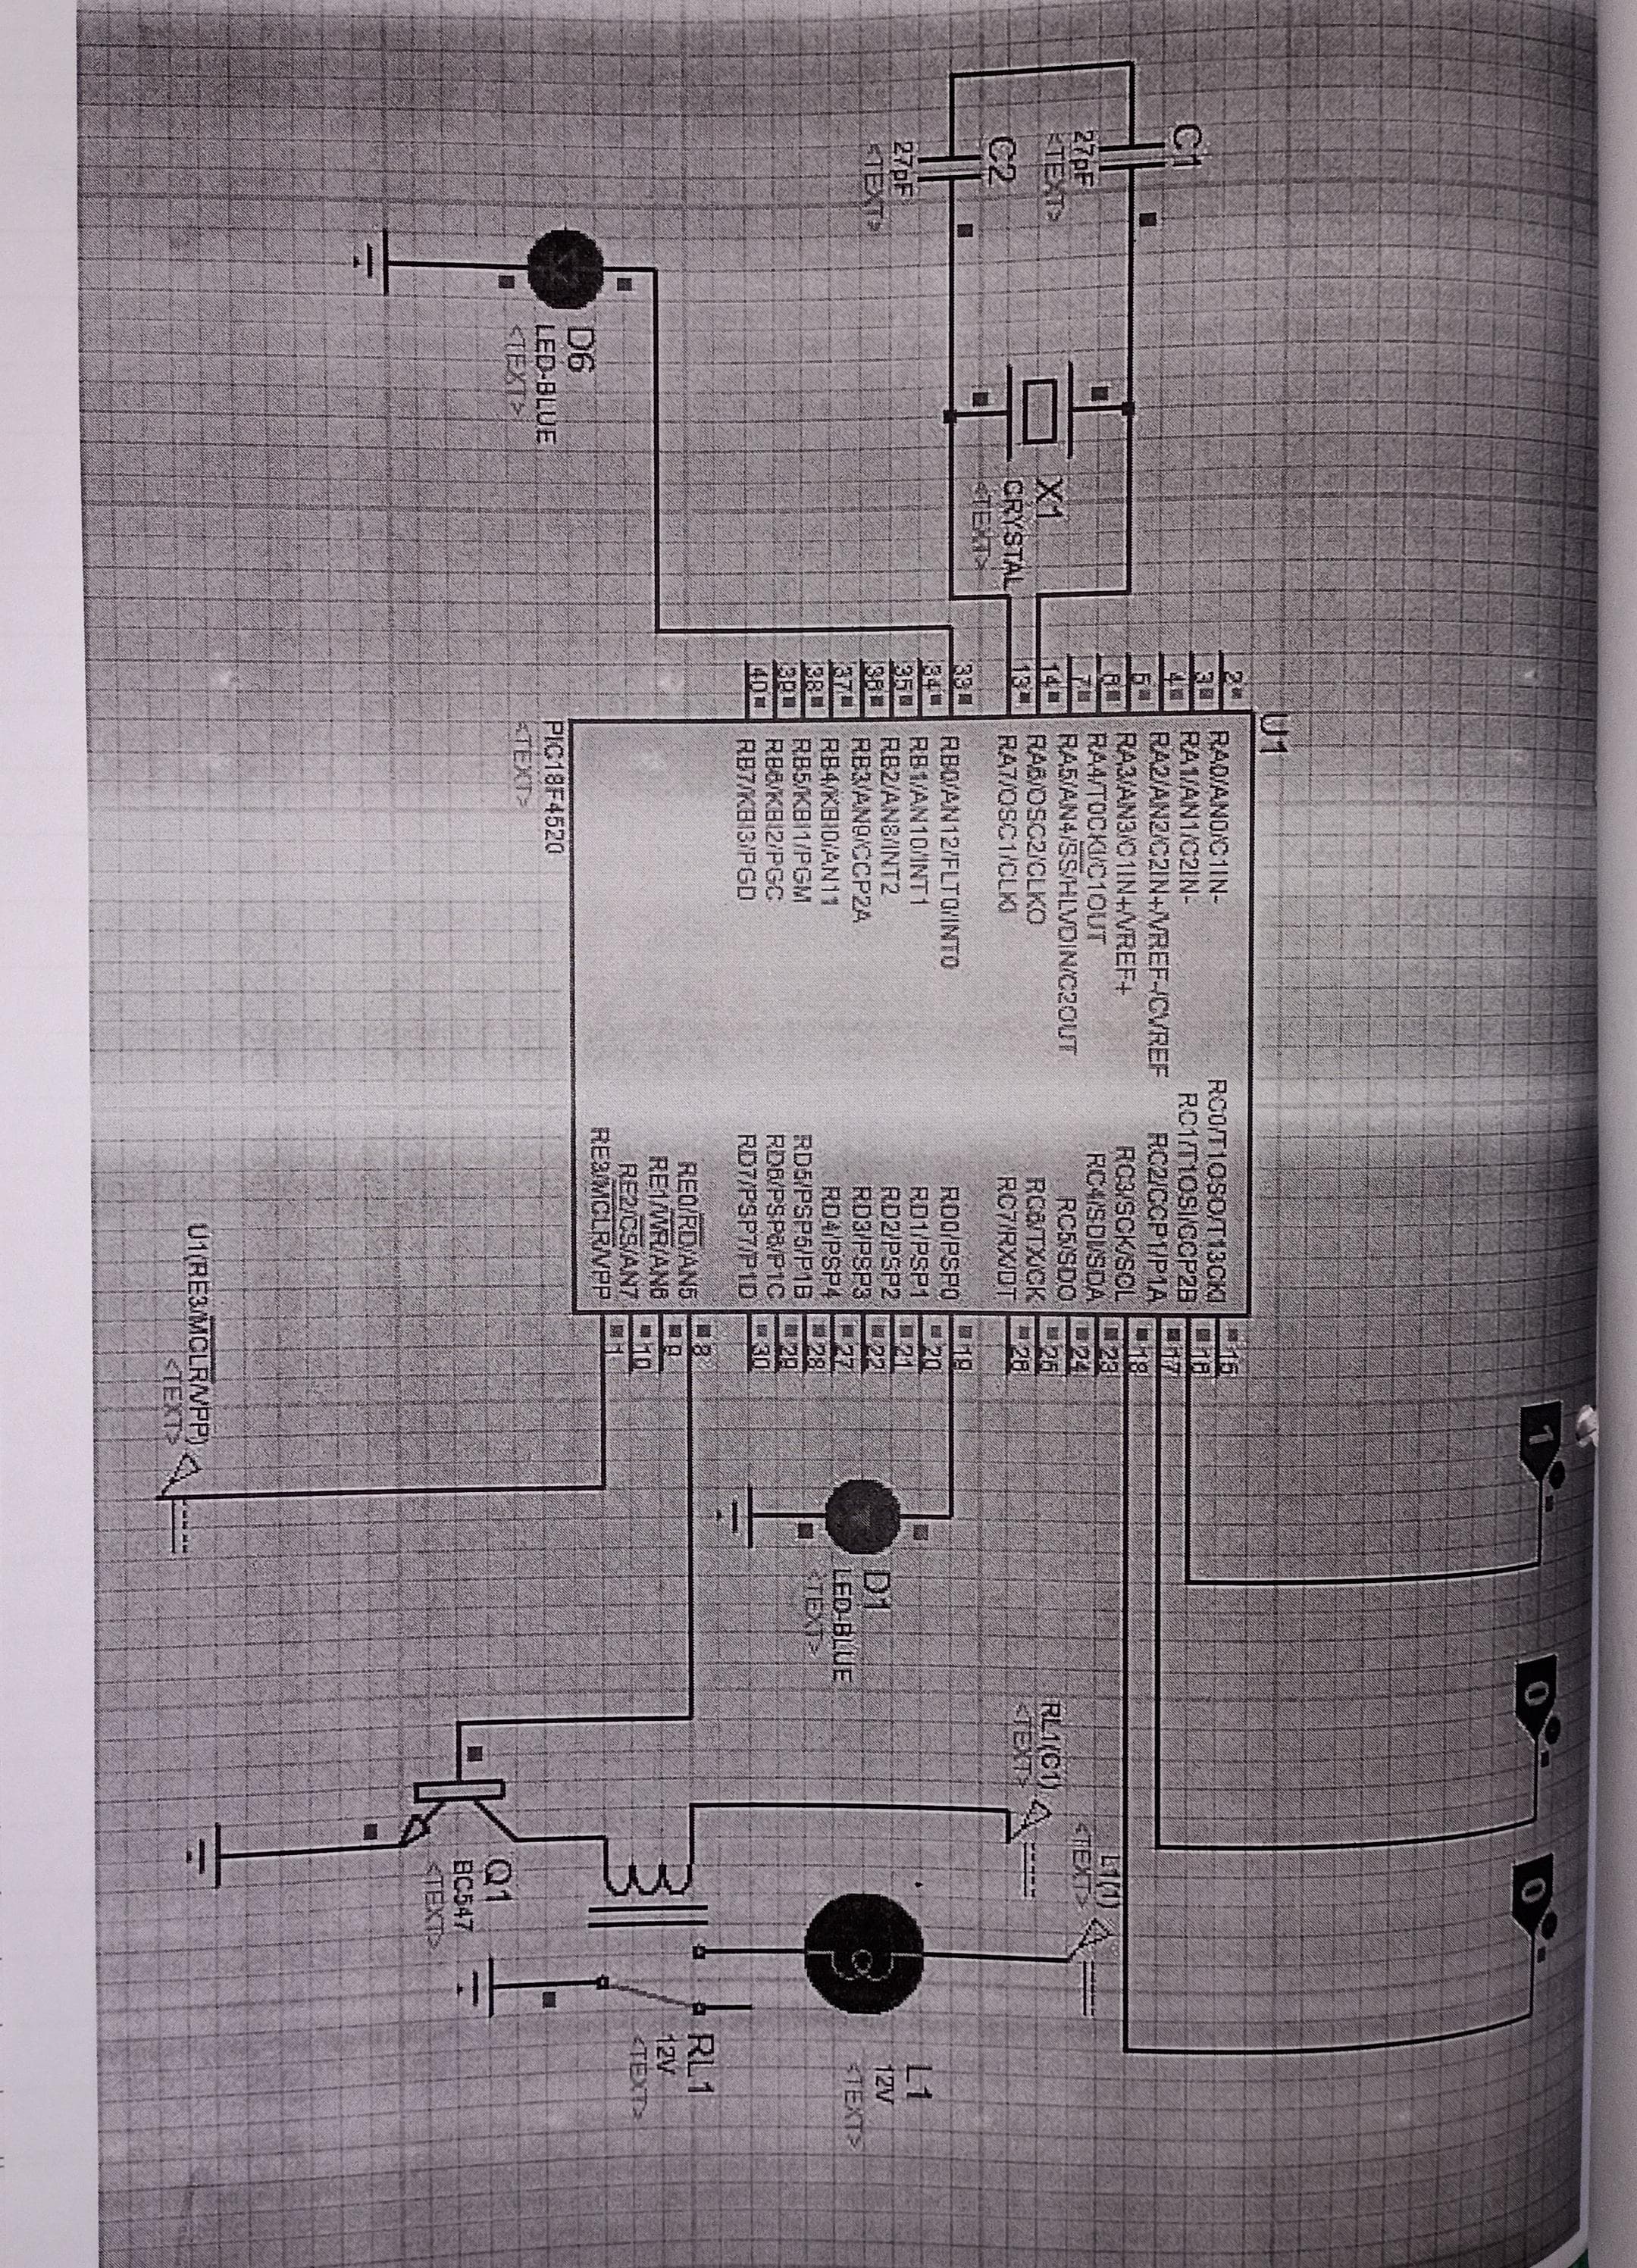 C1
27pF
<TEXT>
C2
27pF
<TEXT>
X1
CRYSTAL
<TEXT>
D6
LED-BLUE
<TEXT>
U1
2
3
4
5
6
7
14
13
33
34
35
36
37
38
39
40
RA0/AN0/C1IN-
RA1/AN1/C2IN-
RA2/AN2/C2IN+/VREF-/CVREF
RA3/AN3/C1IN+/VREF+
RA4/T0CKI/C1OUT
RA5/AN4/SS/HLVDIN/C2OUT
RA6/OSC2/CLKO
RA7/OSC1/CLKI
RB0/AN12/FLT0/INT0
RB1/AN10/INT1
RB2/AN8/INT2
RB3/AN9/CCP2A
RB4/KBI0/AN11
RB5/KBI1/PGM
RB6/KBI2/PGC
RB7/KBI3/PGD
RC0/T1OSO/T13CKI
RC1/T1OSI/CCP2B
RC2/CCP1/P1A
RC3/SCK/SCL
RC4/SDI/SDA
RC5/SDO
RC6/TX/CK
RC7/RX/DT
RD0/PSP0
RD1/PSP1
RD2/PSP2
RD3/PSP3
RD4/PSP4
RD5/PSP5/P1B
RD6/PSP6/P1C
RD7/PSP7/P1D
RE0/RD/AN5
RE1/WR/AN6
RE2/CS/AN7
RE3/MCLR/VPP
15
16
17
18
23
24
25
26
19
20
21
22
27
28
29
30
8
9
10
1
PIC18F4520
<TEXT>
1
0
0
D1
LED-BLUE
<TEXT>
U1(RE3/MCLR/VPP)
<TEXT>
RL1(C1)
<TEXT>
L1(1)
<TEXT>
Q1
BC547
<TEXT>
RL1
12V
<TEXT>
L1
12V
<TEXT>